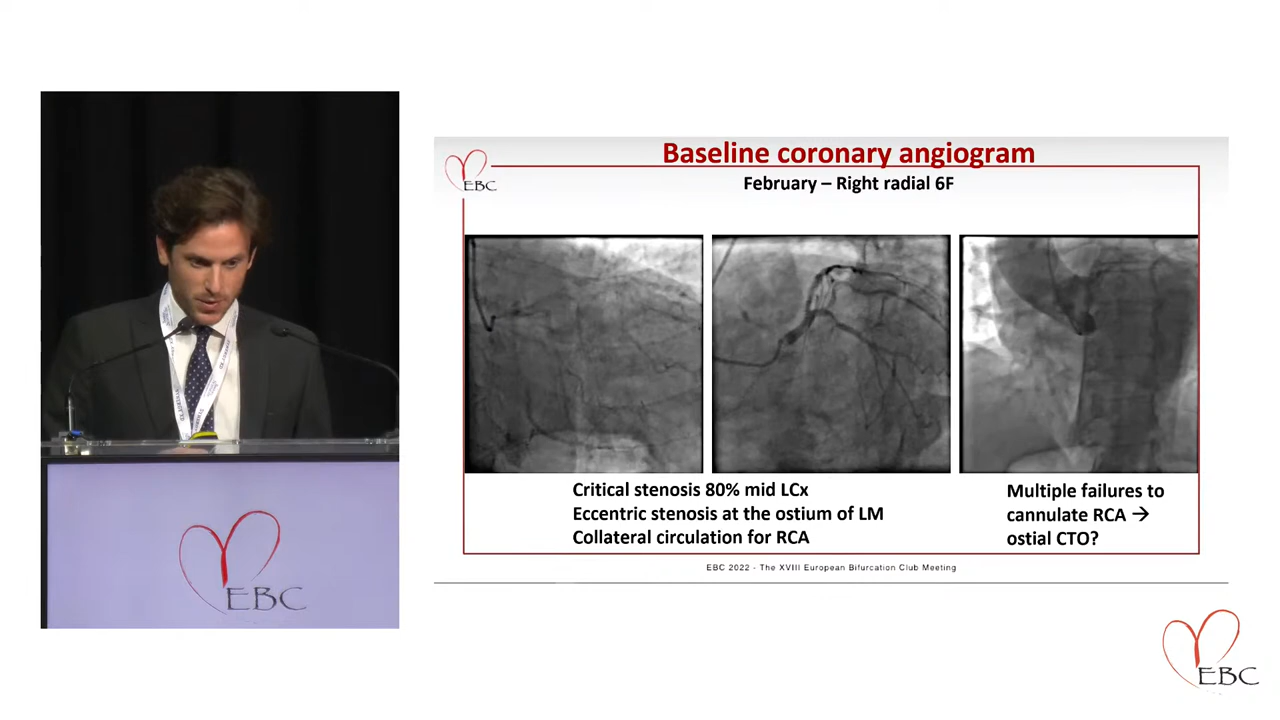 Baseline coronary angiogram
February – Right radial 6F
EBC
Critical stenosis 80% mid LCx
Eccentric stenosis at the ostium of LM
Collateral circulation for RCA
Multiple failures to
cannulate RCA →
ostial CTO?
EBC 2022 - The XVIII European Bifurcation Club Meeting
EBC
EBC